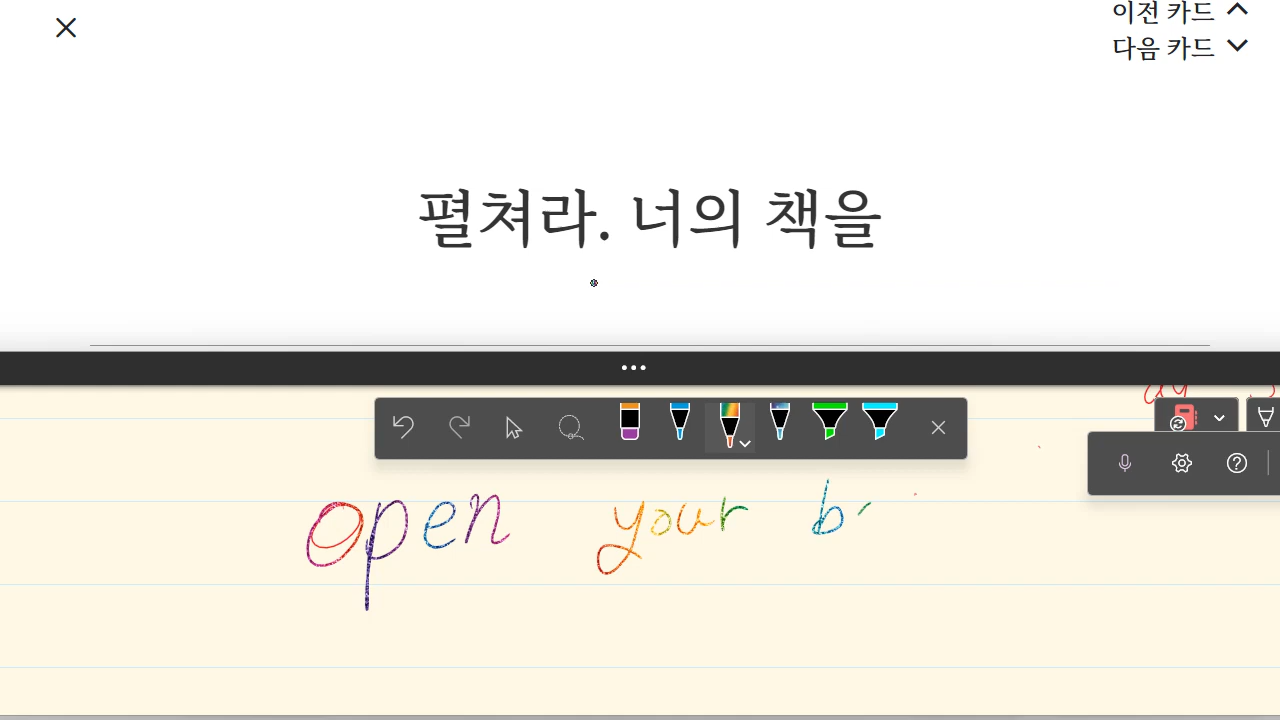 이전 카드
다음 카드
펼쳐라. 너의 책을
open your b